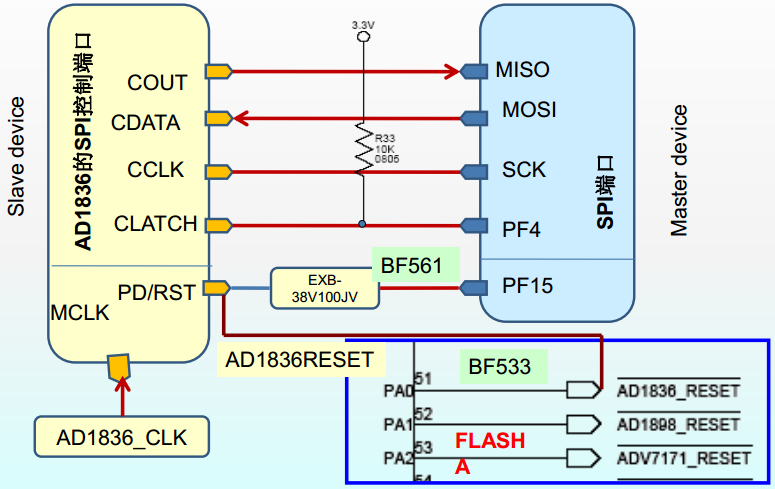 3.3V
Slave device
AD1836的SPI控制端口
COUT
CDATA
CCLK
CLATCH
PD/RST
MCLK
AD1836_CLK
R33
10K
0805
MISO
MOSI
SCK
PF4
PF15
SPI端口
Master device
BF561
EXB-
38V100JV
AD1836RESET
BF533
51
PA0
AD1836_RESET
52
PA1
AD1898_RESET
53
PA2
FLASH
A
ADV7171_RESET
54